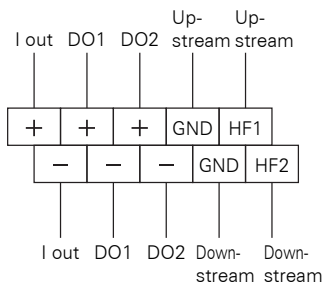 Up- Up-
I out DO1 DO2 stream stream
+ + + GND HF1
− − − GND HF2
I out DO1 DO2 Down- Down-
stream stream